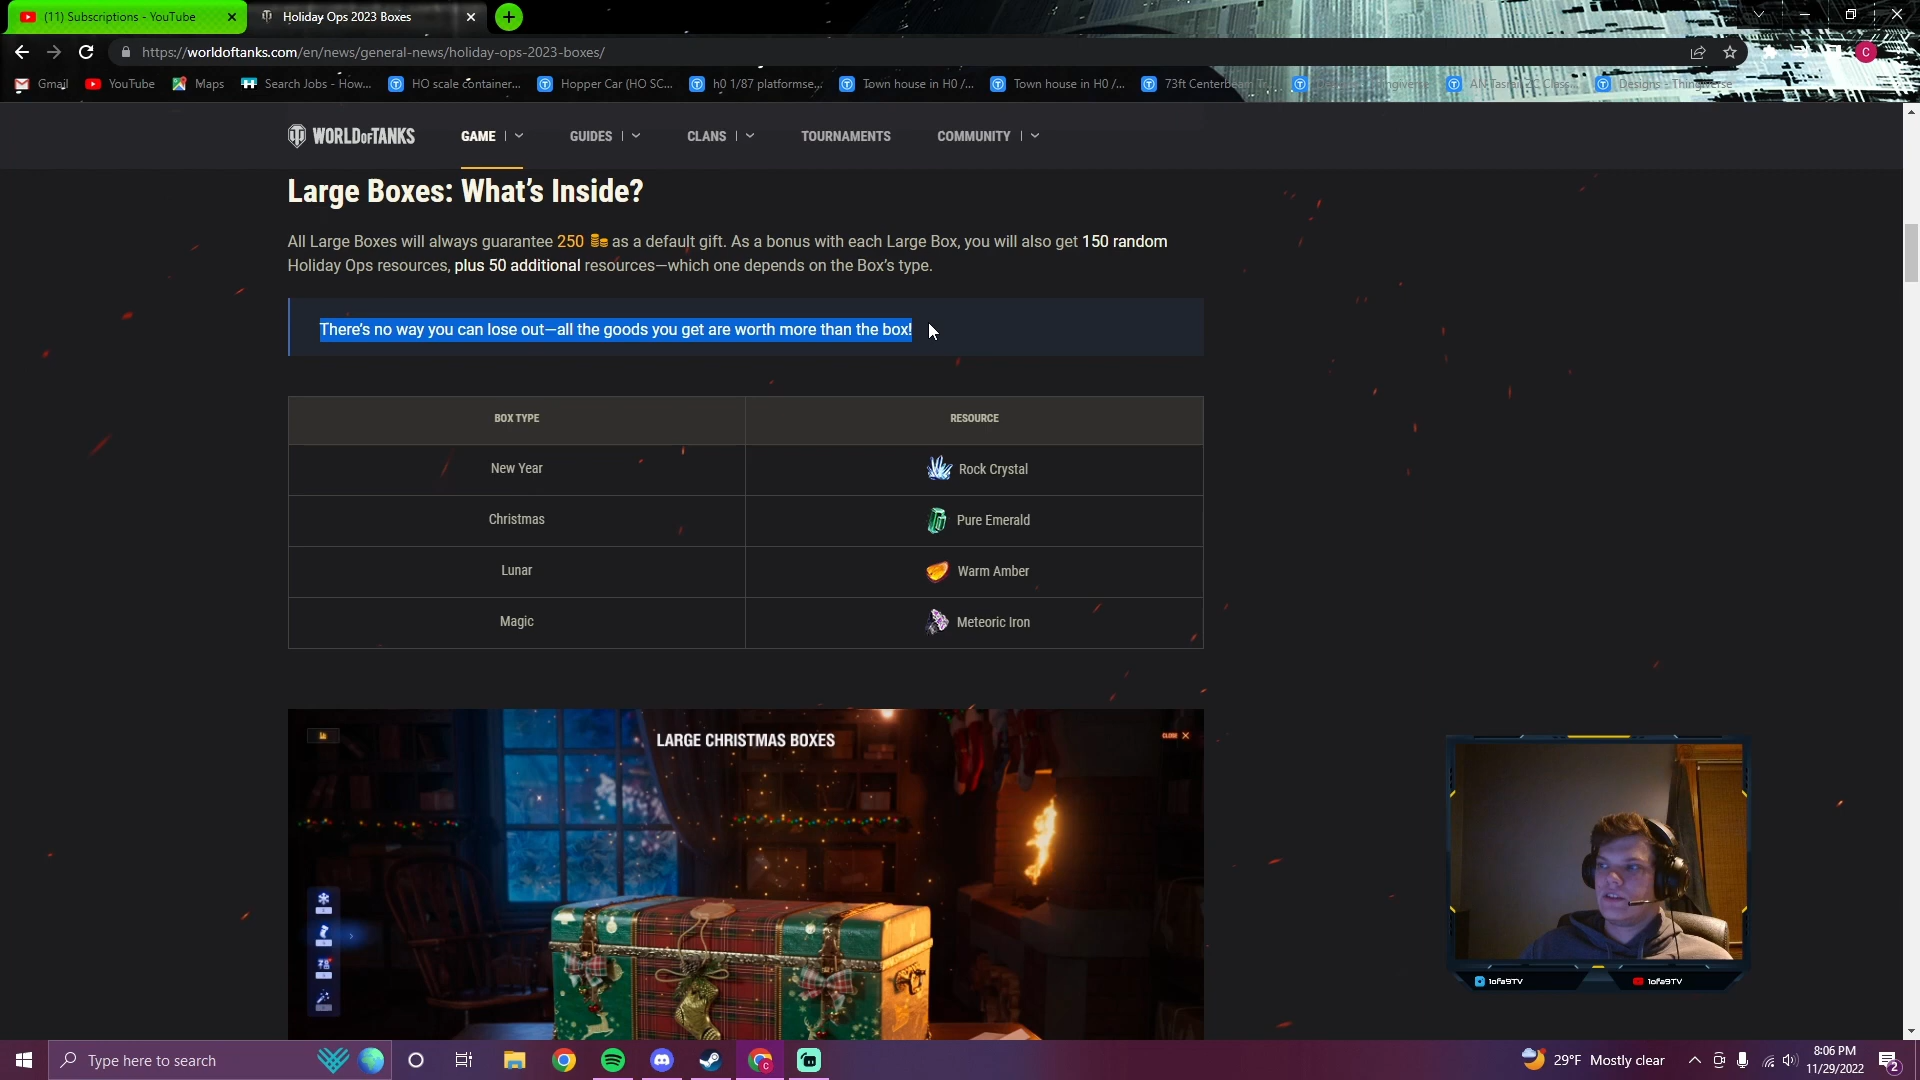 (11) Subscriptions - YouTube
Holiday Ops 2023 Boxes
https://worldoftanks.com/en/news/general-news/holiday-ops-2023-boxes/
Gmail
YouTube
Maps
Search Jobs - How...
HO scale container...
Hopper Car (HO SC...
h0 1/87 platformse...
Town house in H0 /...
Town house in H0 /...
73ft Centerbeam
Designs - Thingiverse
WORLD OF TANKS
GAME
GUIDES
CLANS
TOURNAMENTS
COMMUNITY
Large Boxes: What's Inside?
All Large Boxes will always guarantee 250 as a default gift. As a bonus with each Large Box, you will also get 150 random
Holiday Ops resources, plus 50 additional resources—which one depends on the Box's type.
There's no way you can lose out—all the goods you get are worth more than the box!
BOX TYPE RESOURCE
New Year Rock Crystal
Christmas Pure Emerald
Lunar Warm Amber
Magic Meteoric Iron
LARGE CHRISTMAS BOXES
CLOSE
1ofa9TV
1ofa9TV
Type here to search
29°F Mostly clear
8:06 PM
11/29/2022
2